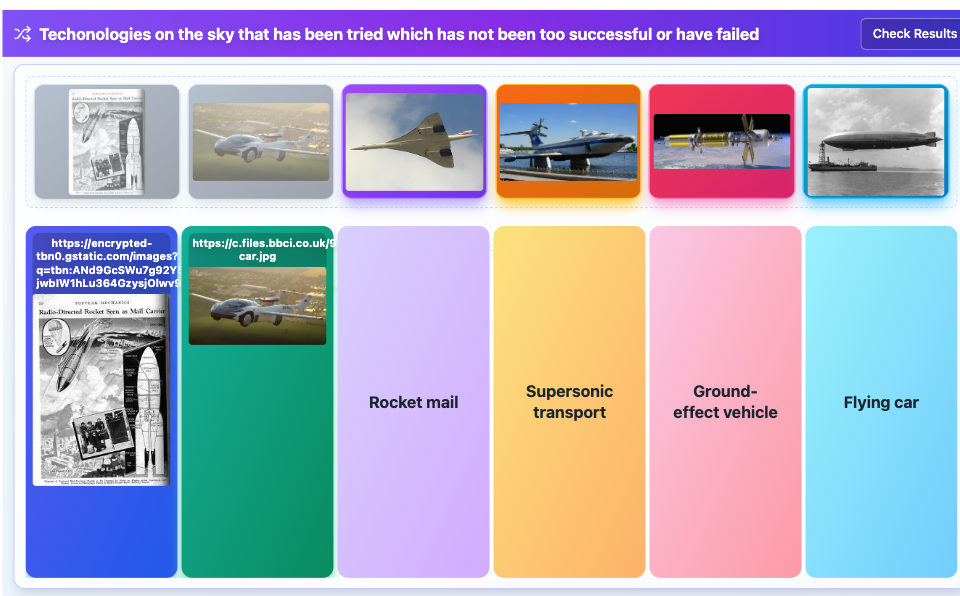 Techonologies on the sky that has been tried which has not been too successful or have failed
Check Results
https://encrypted-
tbn0.gstatic.com/images?
q=tbn:ANd9GcSWu7g92Y
jwbIW1hLu364GzysjOlwv9
POPULAR MECHANICS
Radio-Directed Rocket Seen as Mail Carrier
https://c.files.bbci.co.uk/9
car.jpg
Rocket mail
Supersonic
transport
Ground-
effect vehicle
Flying car